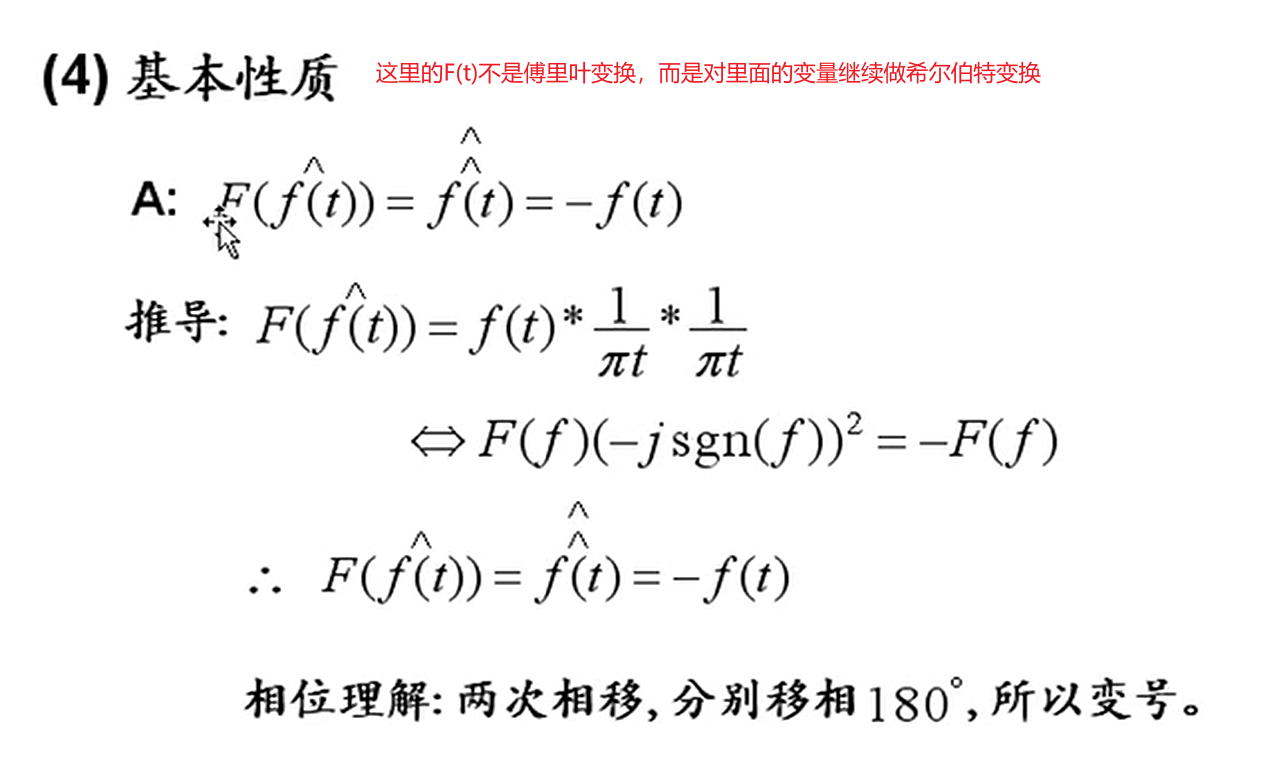 (4) 基本性质 这里的F(t)不是傅里叶变换，而是对里面的变量继续做希尔伯特变换
A: $F(\hat{f(t)}) = \hat{\hat{f(t)}} = -f(t)$
推导: $F(\hat{f(t)}) = f(t) * \frac{1}{\pi t} * \frac{1}{\pi t}$
$\Leftrightarrow F(f)(-j\,\mathrm{sgn}(f))^2 = -F(f)$
$\therefore F(\hat{f(t)}) = \hat{\hat{f(t)}} = -f(t)$
相位理解: 两次相移, 分别移相180°, 所以变号。